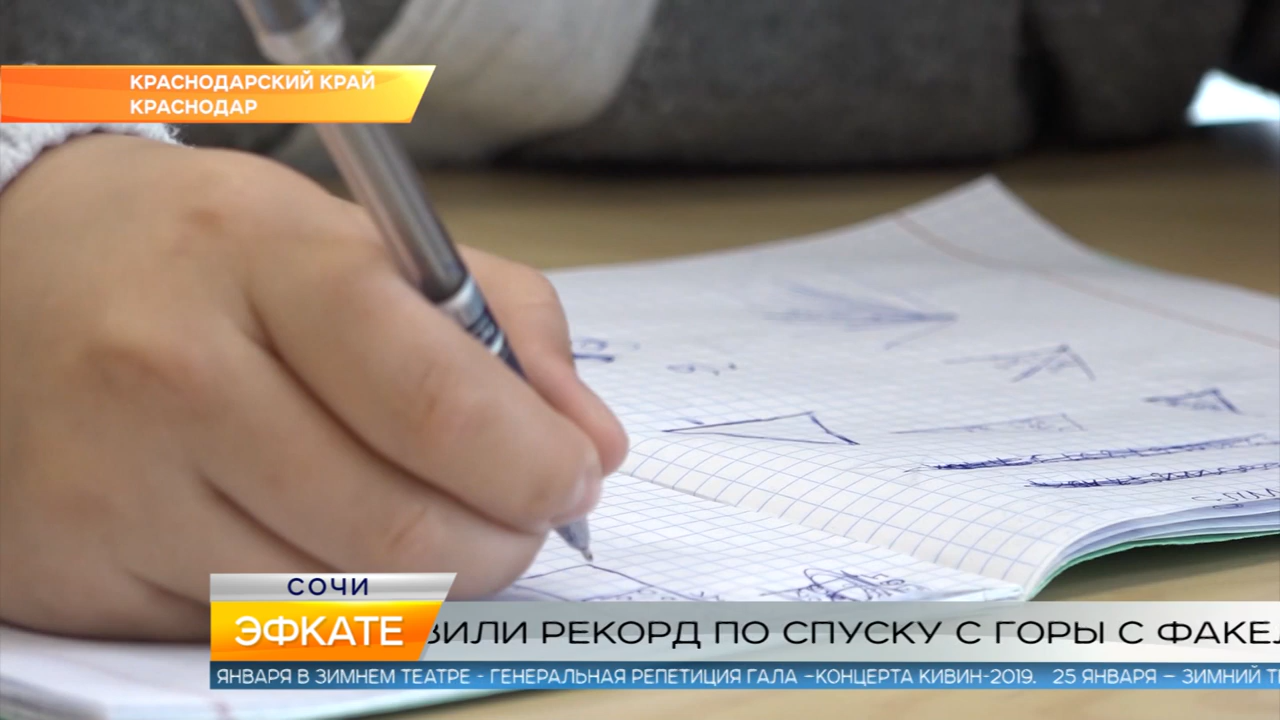 КРАСНОДАРСКИЙ КРАЙ
КРАСНОДАР
СОЧИ
ЭФКАТЕ
ВИЛИ РЕКОРД ПО СПУСКУ С ГОРЫ С ФАКЕЛ
ЯНВАРЯ В ЗИМНЕМ ТЕАТРЕ - ГЕНЕРАЛЬНАЯ РЕПЕТИЦИЯ ГАЛА –КОНЦЕРТА КИВИН-2019. 25 ЯНВАРЯ – ЗИМНИЙ ТЕ